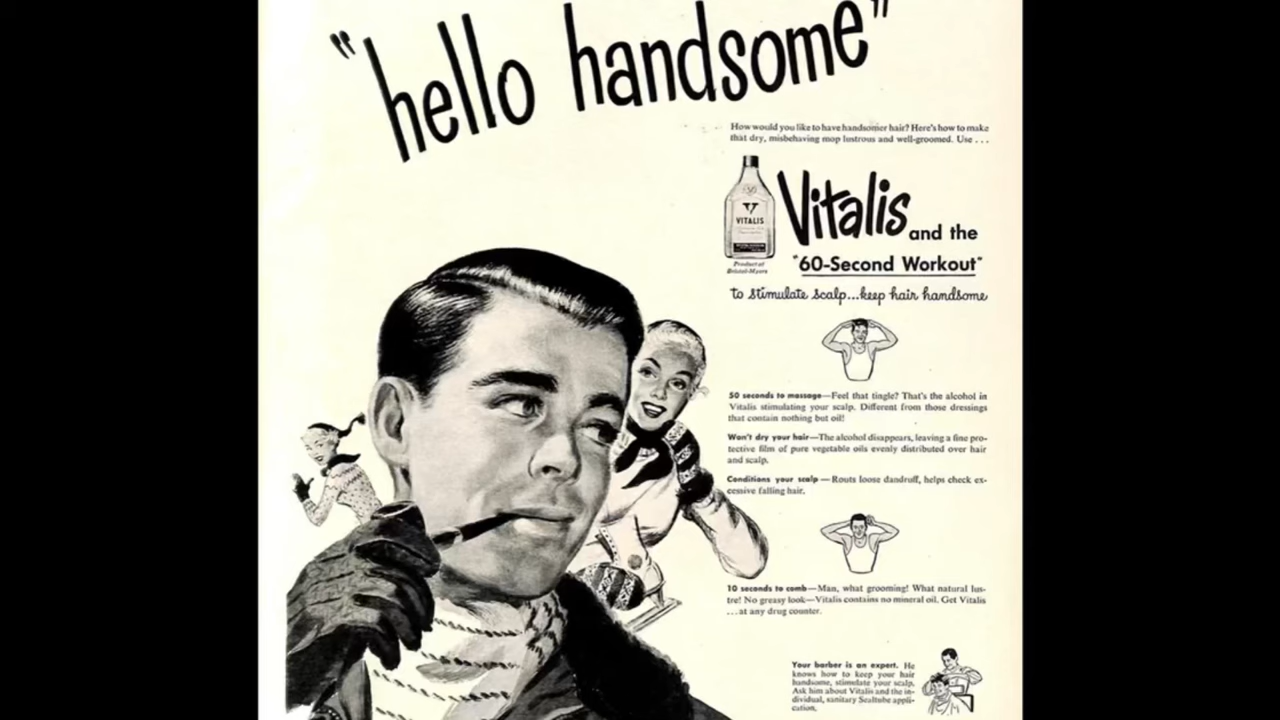 "hello handsome"
How would you like to have handsomer hair? Here's how to make
that dry, misbehaving mop lustrous and well-groomed. Use . . .
V
VITALIS
Product of
Bristol-Myers
Vitalis and the
"60-Second Workout"
to stimulate scalp...keep hair handsome
50 seconds to massage—Feel that tingle? That's the alcohol in
Vitalis stimulating your scalp. Different from those dressings
that contain nothing but oil!
Won't dry your hair—The alcohol disappears, leaving a fine pro-
tective film of pure vegetable oils evenly distributed over hair
and scalp.
Conditions your scalp—Routs loose dandruff, helps check ex-
cessive falling hair.
10 seconds to comb—Man, what grooming! What natural lus-
tre! No greasy look—Vitalis contains no mineral oil. Get Vitalis
...at any drug counter.
Your barber is an expert. He
knows how to keep your hair
handsome, stimulate your scalp.
Ask him about Vitalis and the in-
dividual, sanitary Sealtube appli-
cation.